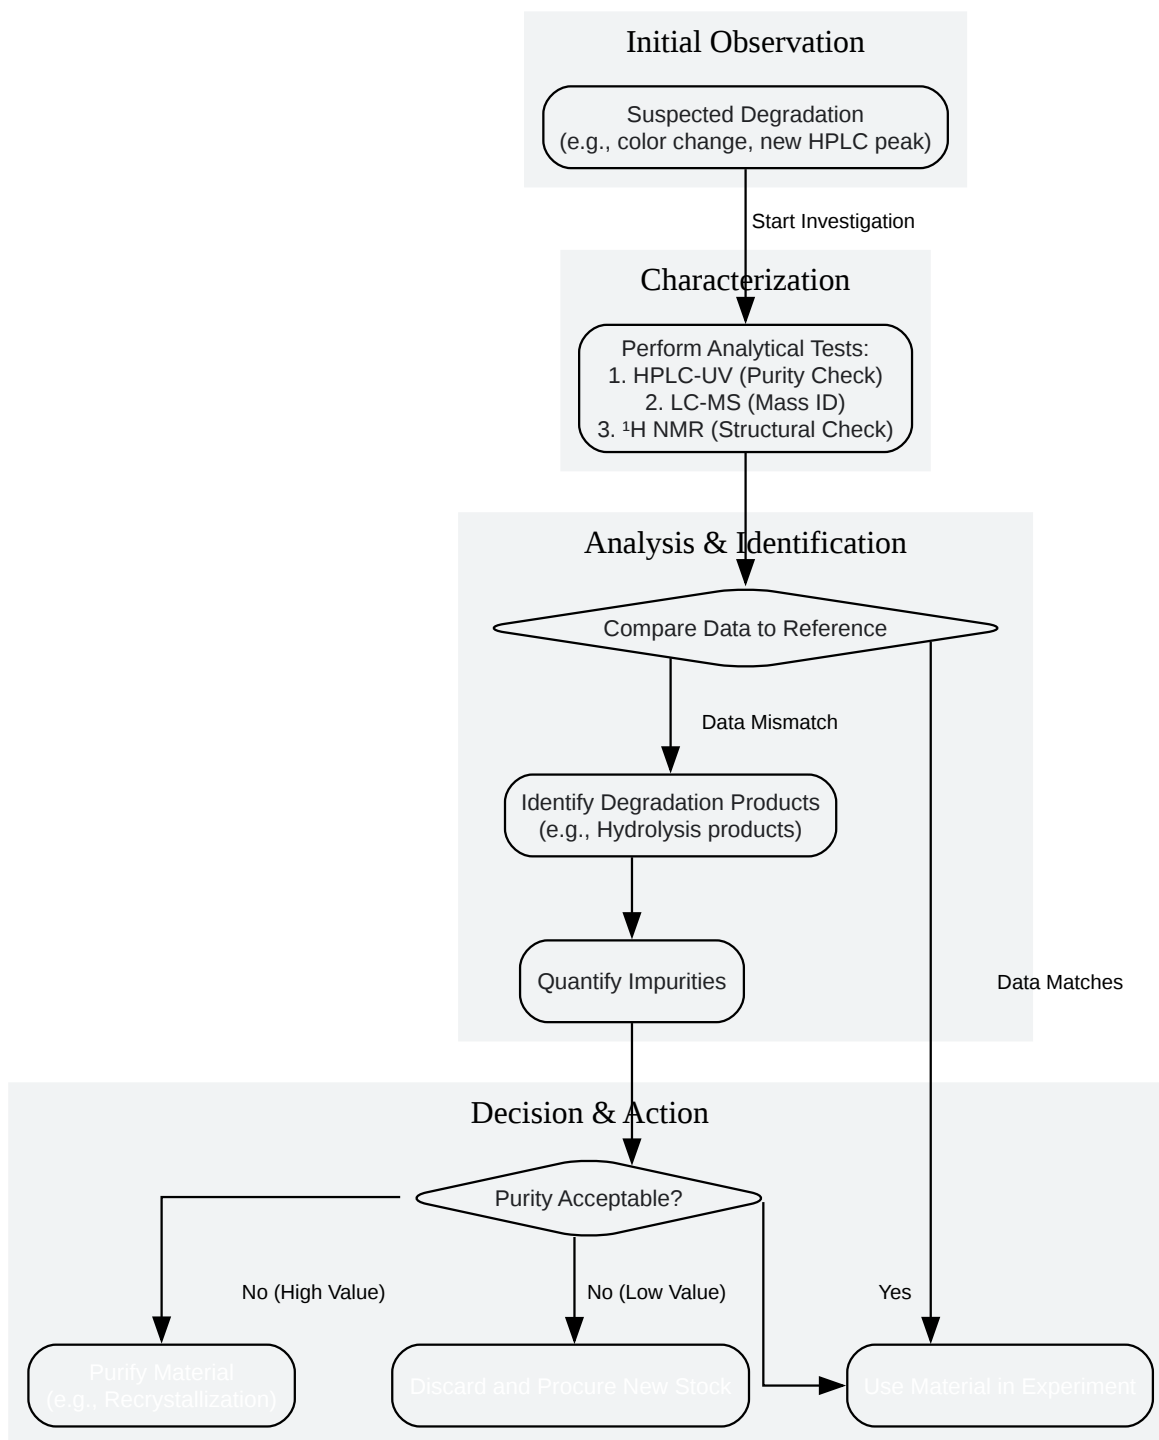 Initial Observation
Suspected Degradation
(e.g., color change, new HPLC peak)
Start Investigation
Characterization
Perform Analytical Tests:
1. HPLC-UV (Purity Check)
2. LC-MS (Mass ID)
3. ¹H NMR (Structural Check)
Analysis & Identification
Compare Data to Reference
Data Mismatch
Identify Degradation Products
(e.g., Hydrolysis products)
Quantify Impurities
Data Matches
Decision & Action
Purity Acceptable?
No (High Value)
No (Low Value)
Yes
Purify Material
(e.g., Recrystallization)
Discard and Procure New Stock
Use Material in Experiment